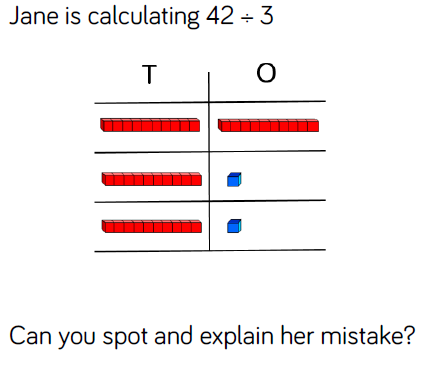 Jane is calculating 42 ÷ 3
T O
Can you spot and explain her mistake?